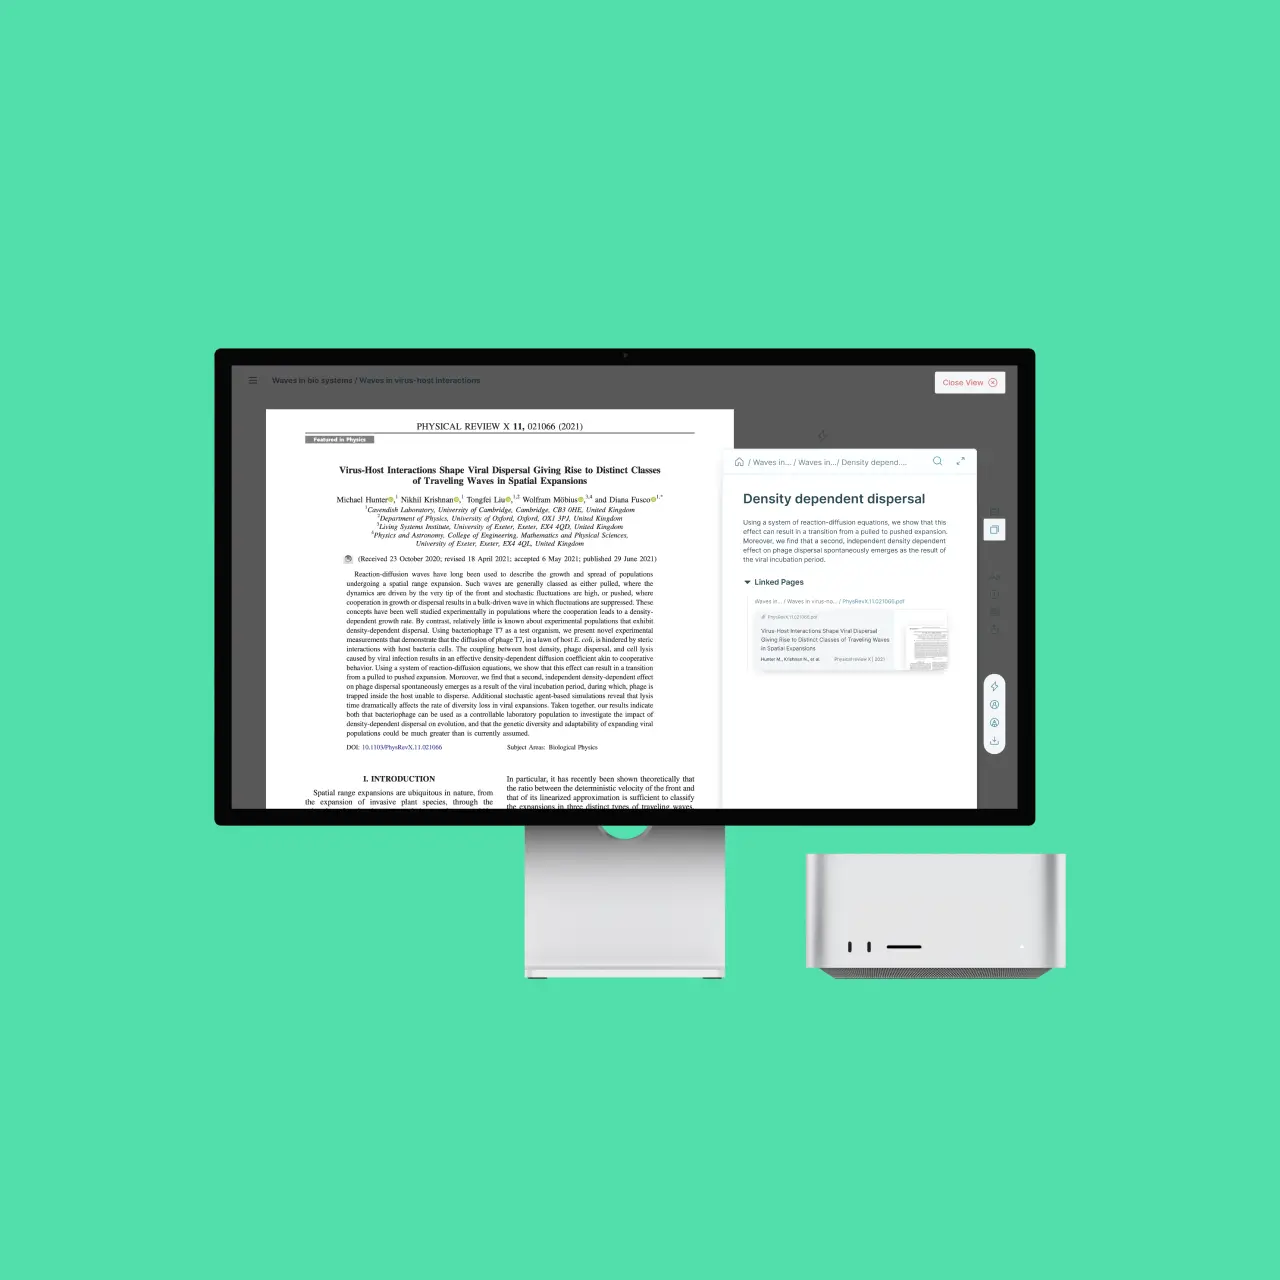 Waves in bio systems / Waves in virus-host interactions
Close View
PHYSICAL REVIEW X 11, 021066 (2021)
Featured in Physics
Virus-Host Interactions Shape Viral Dispersal Giving Rise to Distinct Classes
of Traveling Waves in Spatial Expansions
Michael Hunter,1 Nikhil Krishnan,1 Tongfei Liu,1,2 Wolfram Möbius,3,4 and Diana Fusco1,*
1Cavendish Laboratory, University of Cambridge, Cambridge, CB3 0HE, United Kingdom
2Department of Physics, University of Oxford, Oxford, OX1 3PJ, United Kingdom
3Living Systems Institute, University of Exeter, Exeter, EX4 4QD, United Kingdom
4Physics and Astronomy, College of Engineering, Mathematics and Physical Sciences,
University of Exeter, Exeter, EX4 4QL, United Kingdom
(Received 23 October 2020; revised 18 April 2021; accepted 6 May 2021; published 29 June 2021)
Reaction-diffusion waves have long been used to describe the growth and spread of populations
undergoing a spatial range expansion. Such waves are generally classed as either pulled, where the
dynamics are driven by the very tip of the front and stochastic fluctuations are high, or pushed, where
cooperation in growth or dispersal results in a bulk-driven wave in which fluctuations are suppressed. These
concepts have been well studied experimentally in populations where the cooperation leads to a density-
dependent growth rate. By contrast, relatively little is known about experimental populations that exhibit
density-dependent dispersal. Using bacteriophage T7 as a test organism, we present novel experimental
measurements that demonstrate that the diffusion of phage T7, in a lawn of host E. coli, is hindered by steric
interactions with host bacteria cells. The coupling between host density, phage dispersal, and cell lysis
caused by viral infection results in an effective density-dependent diffusion coefficient akin to cooperative
behavior. Using a system of reaction-diffusion equations, we show that this effect can result in a transition
from a pulled to pushed expansion. Moreover, we find that a second, independent density-dependent effect
on phage dispersal spontaneously emerges as a result of the viral incubation period, during which, phage is
trapped inside the host unable to disperse. Additional stochastic agent-based simulations reveal that lysis
time dramatically affects the rate of diversity loss in viral expansions. Taken together, our results indicate
both that bacteriophage can be used as a controllable laboratory population to investigate the impact of
density-dependent dispersal on evolution, and that the genetic diversity and adaptability of expanding viral
populations could be much greater than is currently assumed.
DOI: 10.1103/PhysRevX.11.021066 Subject Areas: Biological Physics
I. INTRODUCTION
Spatial range expansions are ubiquitous in nature, from
the expansion of invasive plant species, through the
In particular, it has recently been shown theoretically that
the ratio between the deterministic velocity of the front and
that of its linearized approximation is sufficient to classify
the expansions in three distinct types of traveling waves.
/ Waves in... / Waves in.../ Density depend....
Density dependent dispersal
Using a system of reaction-diffusion equations, we show that this
effect can result in a transition from a pulled to pushed expansion.
Moreover, we find that a second, independent density dependent
effect on phage dispersal spontaneously emerges as the result of
the viral incubation period.
Linked Pages
Waves in... / Waves in virus-ho... / PhysRevX.11.021066.pdf
PhysRevX.11.021066.pdf
Virus-Host Interactions Shape Viral Dispersal
Giving Rise to Distinct Classes of Traveling Waves
in Spatial Expansions
Hunter M., Krishnan N., et al Physical review X | 2021